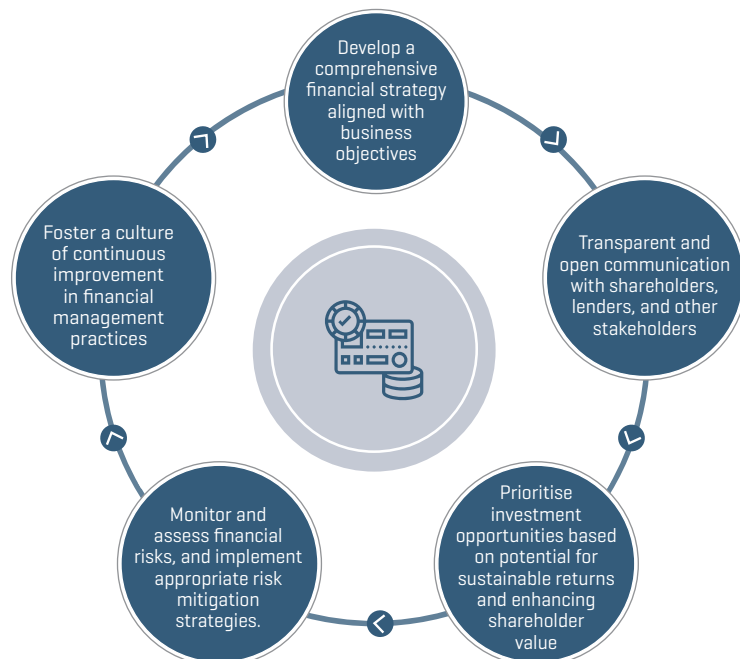 Develop a
comprehensive
financial strategy
aligned with
business
objectives
Transparent and
open communication
with shareholders,
lenders, and other
stakeholders
Prioritise
investment
opportunities based
on potential for
sustainable returns
and enhancing
shareholder
value
Monitor and
assess financial
risks, and implement
appropriate risk
mitigation
strategies.
Foster a culture
of continuous
improvement
in financial
management
practices